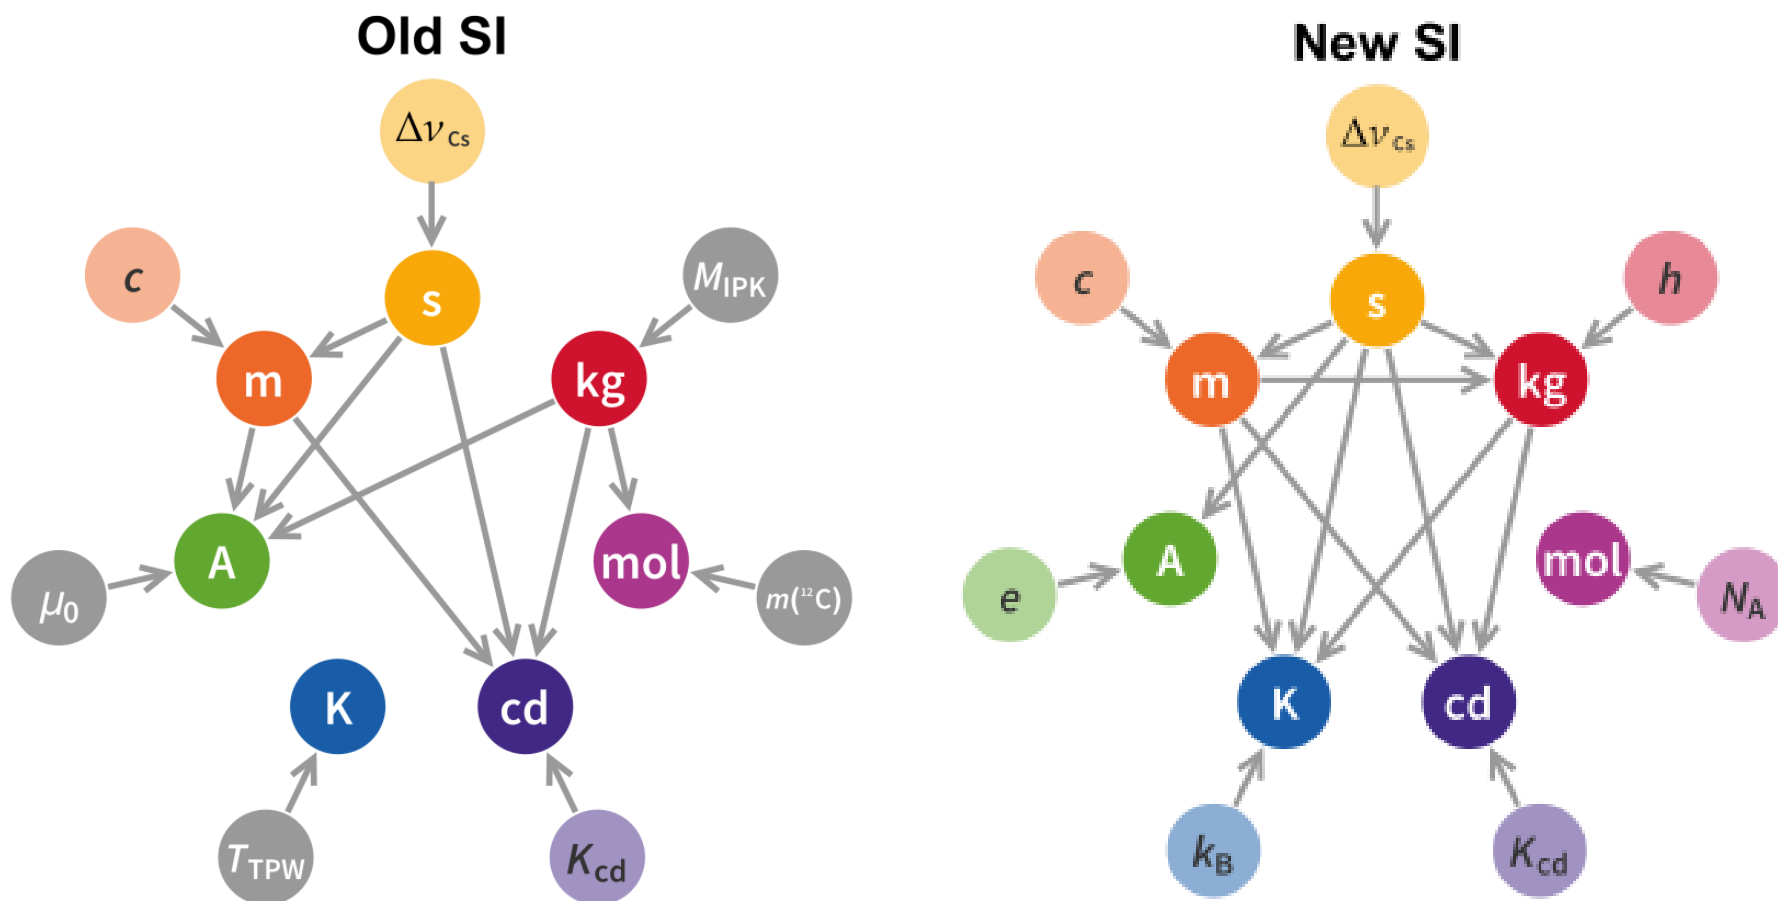 Old SI
Δν Cs
c
s
M IPK
m
kg
A
mol
μ0
m(¹²C)
K
cd
T TPW
K cd
New SI
Δν Cs
c
s
h
m
kg
A
mol
e
N A
K
cd
k B
K cd